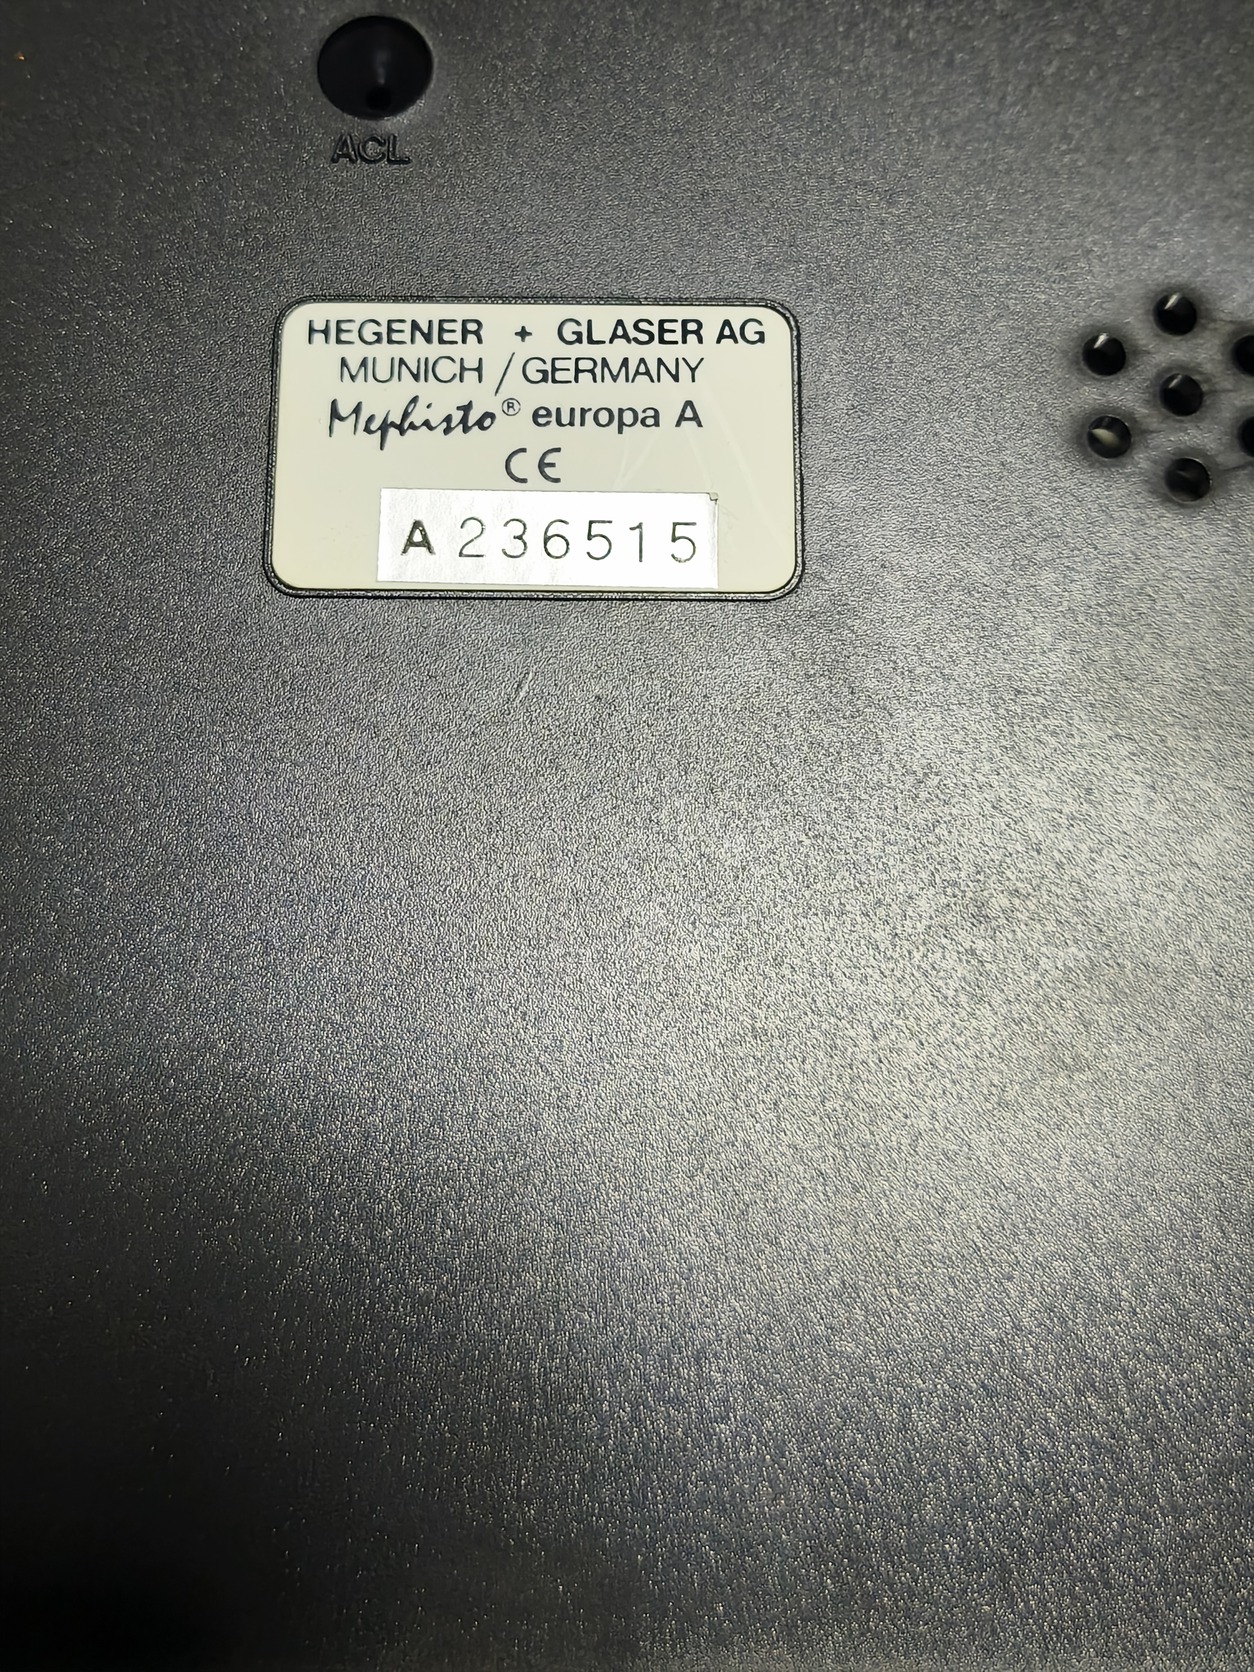 ACL
HEGENER + GLASER AG
MUNICH / GERMANY
Mephisto® europa A
CE
A 236515